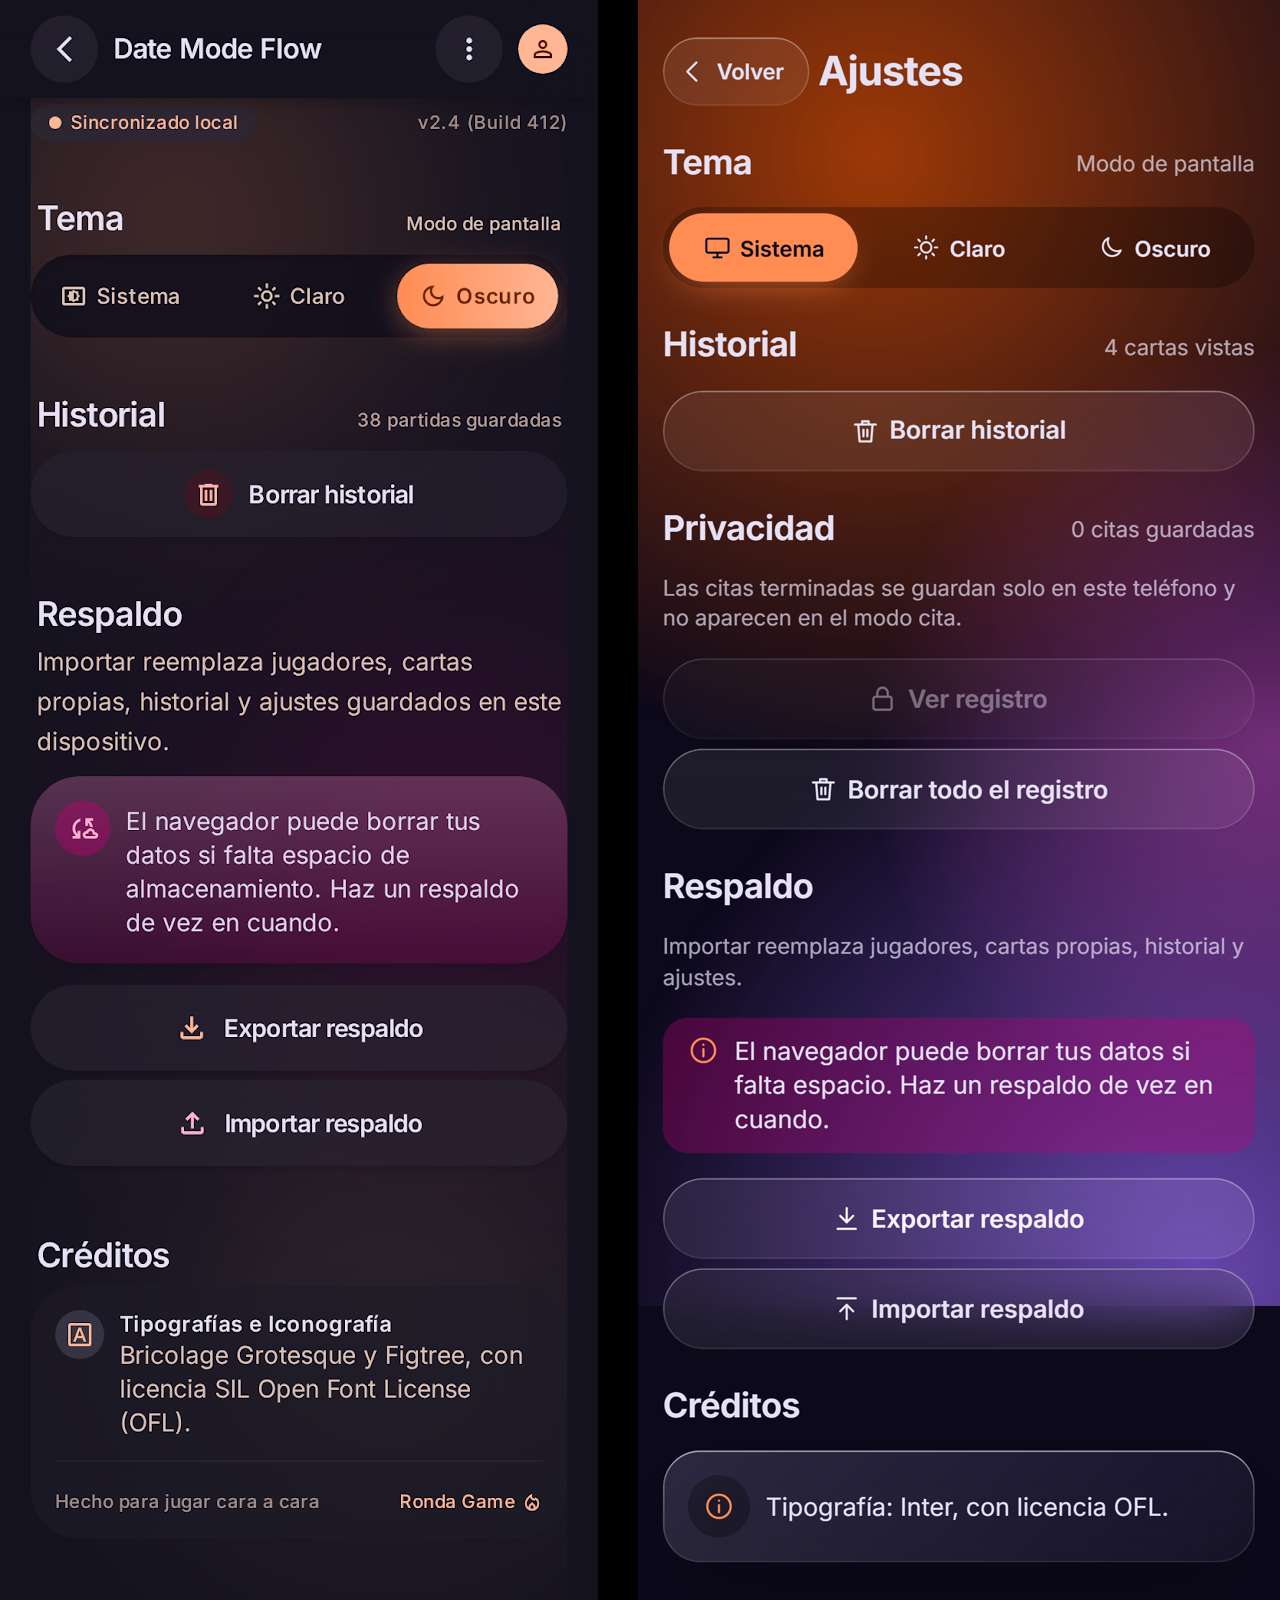 Date Mode Flow
Sincronizado local
v2.4 (Build 412)
Tema
Modo de pantalla
Sistema
Claro
Oscuro
Historial
38 partidas guardadas
Borrar historial
Respaldo
Importar reemplaza jugadores, cartas
propias, historial y ajustes guardados en este
dispositivo.
El navegador puede borrar tus
datos si falta espacio de
almacenamiento. Haz un respaldo
de vez en cuando.
Exportar respaldo
Importar respaldo
Créditos
Tipografías e Iconografía
Bricolage Grotesque y Figtree, con
licencia SIL Open Font License
(OFL).
Hecho para jugar cara a cara
Ronda Game
Volver
Ajustes
Tema
Modo de pantalla
Sistema
Claro
Oscuro
Historial
4 cartas vistas
Borrar historial
Privacidad
0 citas guardadas
Las citas terminadas se guardan solo en este teléfono y
no aparecen en el modo cita.
Ver registro
Borrar todo el registro
Respaldo
Importar reemplaza jugadores, cartas propias, historial y
ajustes.
El navegador puede borrar tus datos si
falta espacio. Haz un respaldo de vez en
cuando.
Exportar respaldo
Importar respaldo
Créditos
Tipografía: Inter, con licencia OFL.